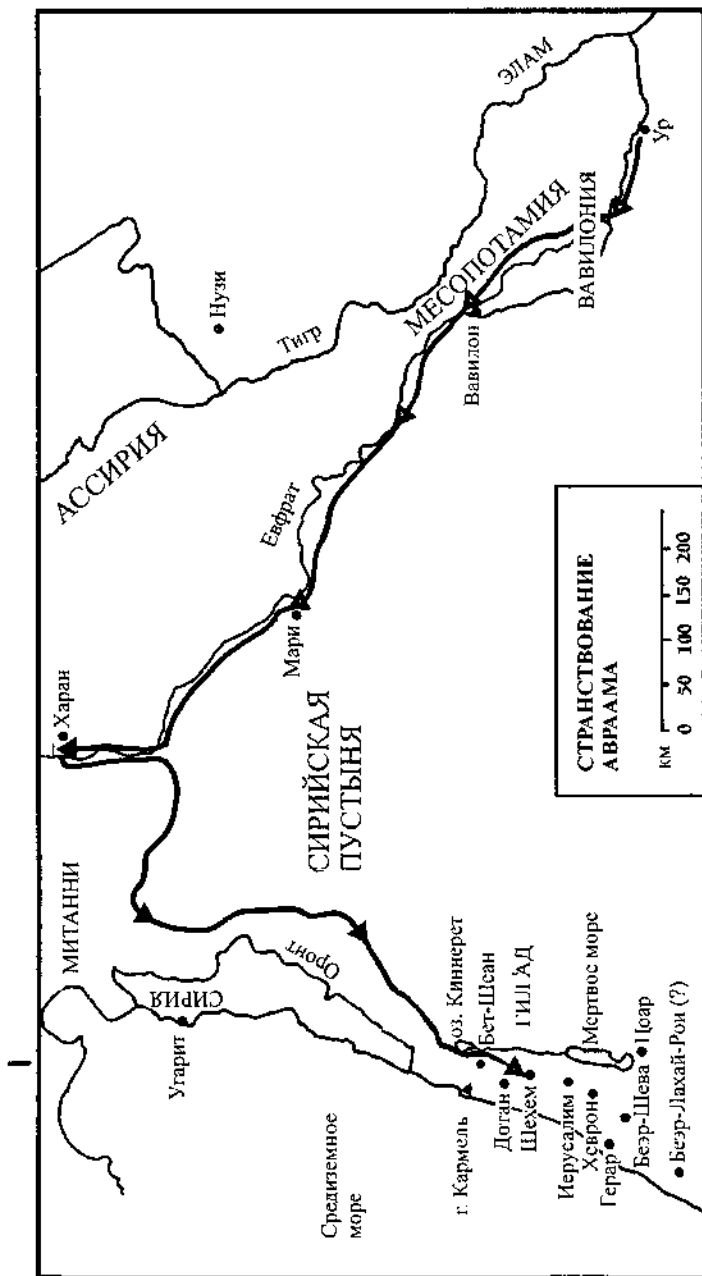 МИТАННИ
Харан
АССИРИЯ
Нузи
Тигр
ЭЛАМ
СИРИЯ
Угарит
Оронт
Евфрат
Мари
СИРИЙСКАЯ
ПУСТЫНЯ
МЕСОПОТАМИЯ
Вавилон
ВАВИЛОНИЯ
Ур
Средиземное
море
г. Кармель
оз. Киннерет
Бет-Шеан
Дотан
Шехем
ГИЛ'АД
Иерусалим
Хеврон
Герар
Мертвое море
Беэр-Шева
Цоар
Беэр-Лахай-Рои (?)
СТРАНСТВОВАНИЕ
АВРААМА
км 0 50 100 150 200